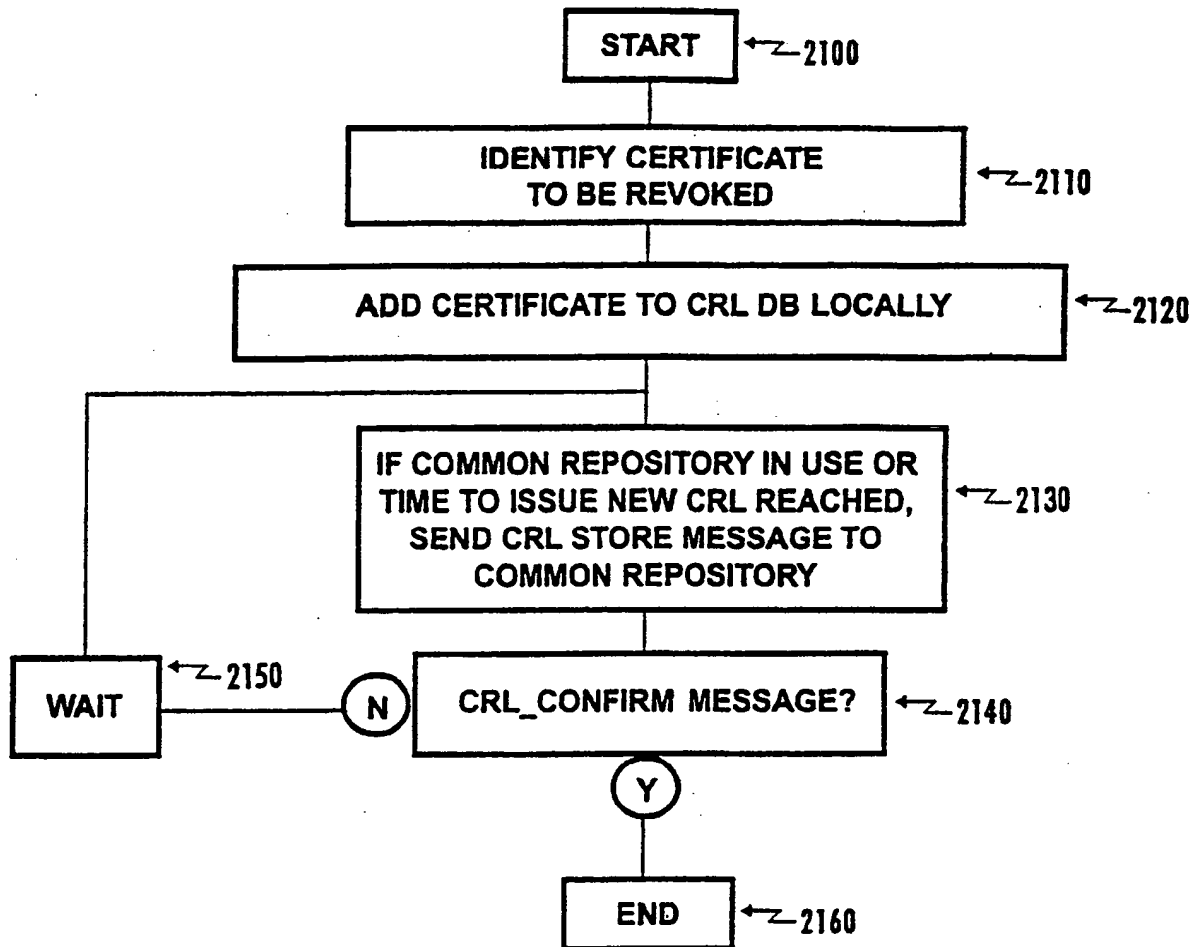 START
2100
IDENTIFY CERTIFICATE
TO BE REVOKED
2110
ADD CERTIFICATE TO CRL DB LOCALLY
2120
IF COMMON REPOSITORY IN USE OR
TIME TO ISSUE NEW CRL REACHED,
SEND CRL STORE MESSAGE TO
COMMON REPOSITORY
2130
WAIT
2150
N
CRL_CONFIRM MESSAGE?
2140
Y
END
2160